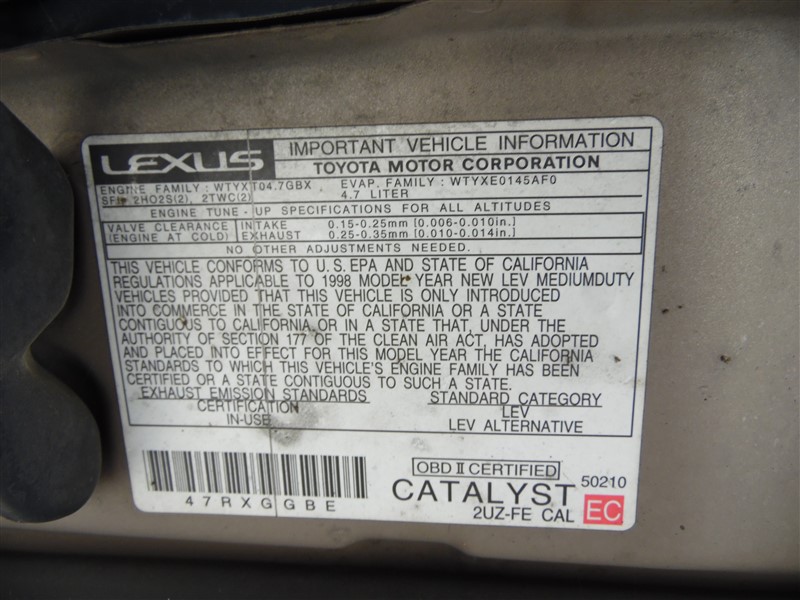 LEXUS IMPORTANT VEHICLE INFORMATION
TOYOTA MOTOR CORPORATION
ENGINE FAMILY : WTYXT04.7GBX EVAP. FAMILY : WTYXE0145AF0
SFI, 2HO2S(2), 2TWC(2) 4.7 LITER
ENGINE TUNE - UP SPECIFICATIONS FOR ALL ALTITUDES
VALVE CLEARANCE INTAKE 0.15-0.25mm [0.006-0.010in.]
(ENGINE AT COLD) EXHAUST 0.25-0.35mm [0.010-0.014in.]
NO OTHER ADJUSTMENTS NEEDED.
THIS VEHICLE CONFORMS TO U.S.EPA AND STATE OF CALIFORNIA
REGULATIONS APPLICABLE TO 1998 MODEL YEAR NEW LEV MEDIUMDUTY
VEHICLES PROVIDED THAT THIS VEHICLE IS ONLY INTRODUCED
INTO COMMERCE IN THE STATE OF CALIFORNIA OR A STATE
CONTIGUOUS TO CALIFORNIA, OR IN A STATE THAT, UNDER THE
AUTHORITY OF SECTION 177 OF THE CLEAN AIR ACT, HAS ADOPTED
AND PLACED INTO EFFECT FOR THIS MODEL YEAR THE CALIFORNIA
STANDARDS TO WHICH THIS VEHICLE'S ENGINE FAMILY HAS BEEN
CERTIFIED OR A STATE CONTIGUOUS TO SUCH A STATE.
EXHAUST EMISSION STANDARDS STANDARD CATEGORY
CERTIFICATION LEV
IN-USE LEV ALTERNATIVE
OBD II CERTIFIED
47RXGGBE CATALYST 50210
2UZ-FE CAL EC